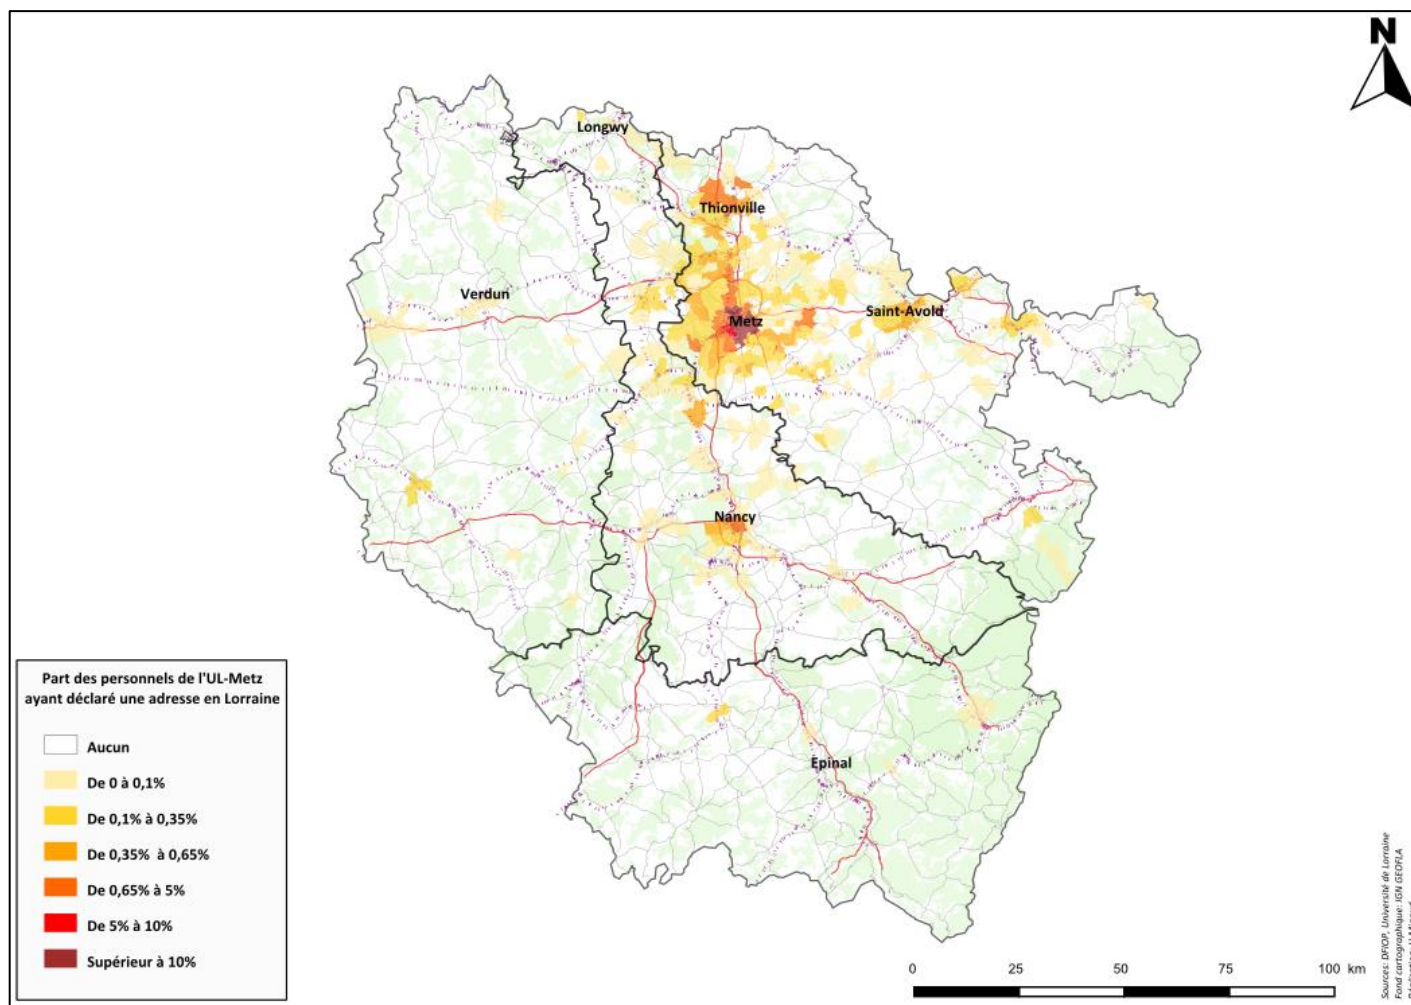 N
Longwy
Thionville
Verdun
Metz
Saint-Avold
Nancy
Epinal
Part des personnels de l'UL-Metz
ayant déclaré une adresse en Lorraine
Aucun
De 0 à 0,1%
De 0,1% à 0,35%
De 0,35% à 0,65%
De 0,65% à 5%
De 5% à 10%
Supérieur à 10%
0 25 50 75 100 km
Sources: DFIOP, Université de Lorraine
Fond cartographique: IGN GEOFLA